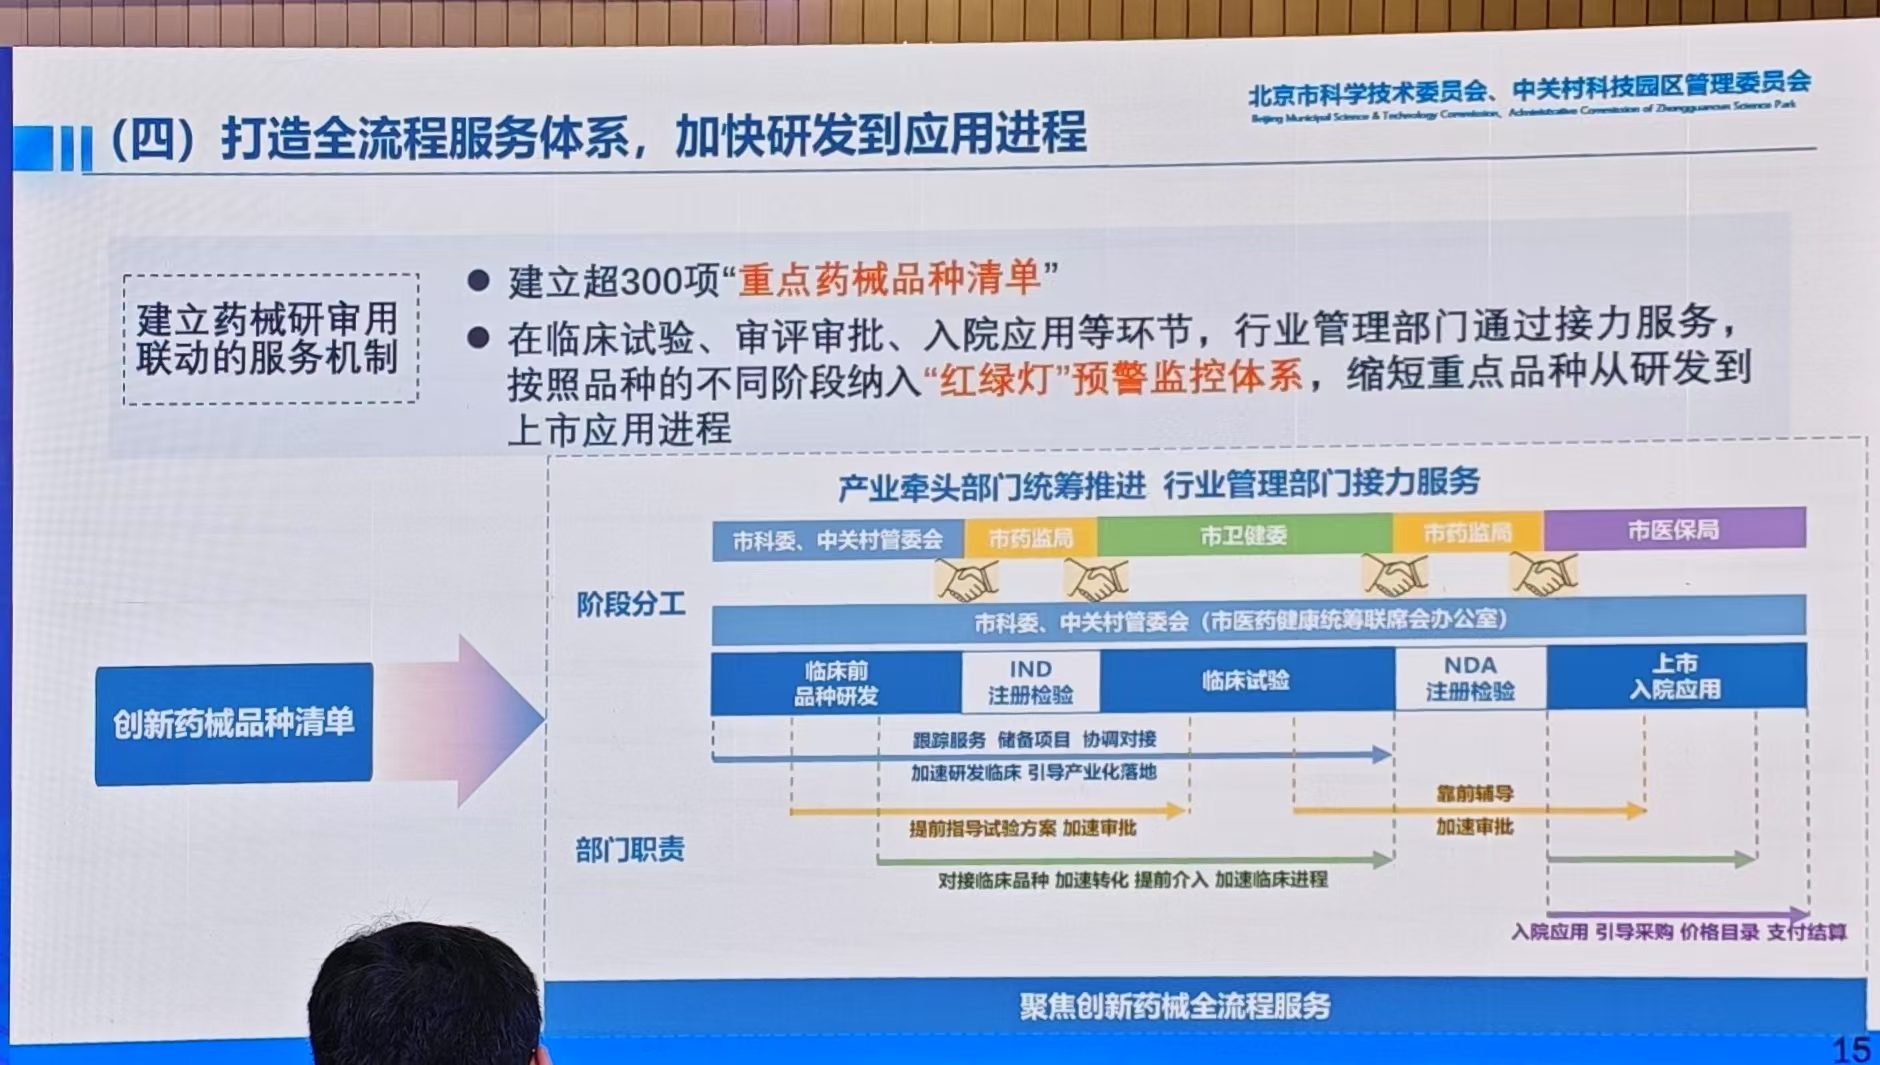 北京市科学技术委员会、中关村科技园区管理委员会
Beijing Municipal Science & Technology Commission, Administrative Commission of Zhongguancun Science Park
（四）打造全流程服务体系，加快研发到应用进程
建立药械研审用
联动的服务机制
● 建立超300项“重点药械品种清单”
● 在临床试验、审评审批、入院应用等环节，行业管理部门通过接力服务，
按照品种的不同阶段纳入“红绿灯”预警监控体系，缩短重点品种从研发到
上市应用进程
产业牵头部门统筹推进 行业管理部门接力服务
市科委、中关村管委会
市药监局
市卫健委
市药监局
市医保局
阶段分工
市科委、中关村管委会（市医药健康统筹联席会办公室）
临床前
品种研发
IND
注册检验
临床试验
NDA
注册检验
上市
入院应用
创新药械品种清单
跟踪服务 储备项目 协调对接
加速研发临床 引导产业化落地
靠前辅导
提前指导试验方案 加速审批
加速审批
部门职责
对接临床品种 加速转化 提前介入 加速临床进程
入院应用 引导采购 价格目录 支付结算
聚焦创新药械全流程服务
15